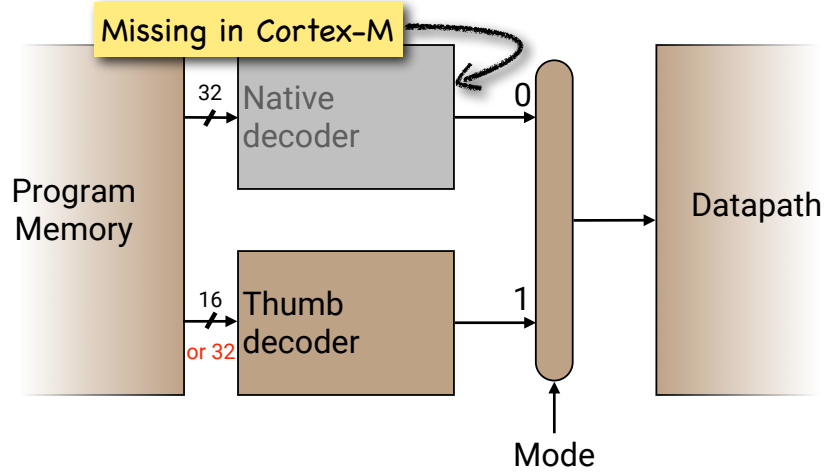 Missing in Cortex-M
32
Native
decoder
0
Program
Memory
Datapath
16
or 32
Thumb
decoder
1
Mode